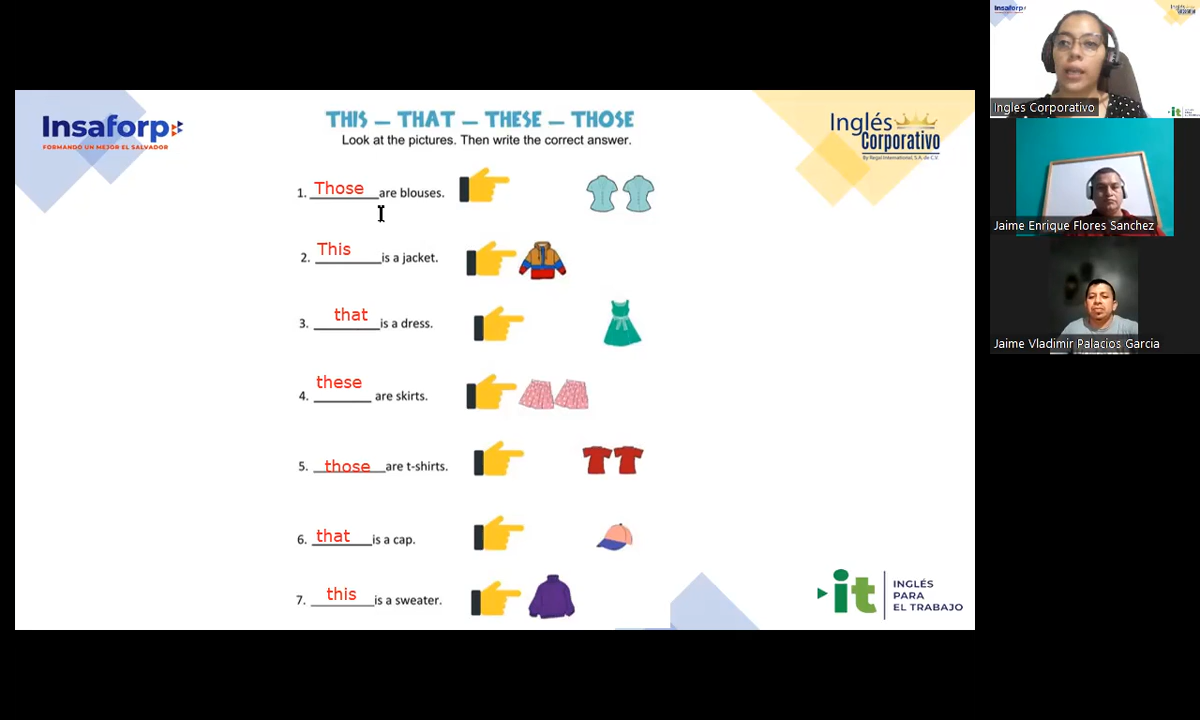 Insaforp
FORMANDO UN MEJOR EL SALVADOR
THIS – THAT – THESE – THOSE
Look at the pictures. Then write the correct answer.
Inglés
Corporativo
By Regal International, S.A. de C.V.
1. Those are blouses.
2. This is a jacket.
3. that is a dress.
4. these are skirts.
5. those are t-shirts.
6. that is a cap.
7. this is a sweater.
it
INGLÉS
PARA
EL TRABAJO
Insaforp
Ingles Corporativo
Jaime Enrique Flores Sanchez
Jaime Vladimir Palacios Garcia